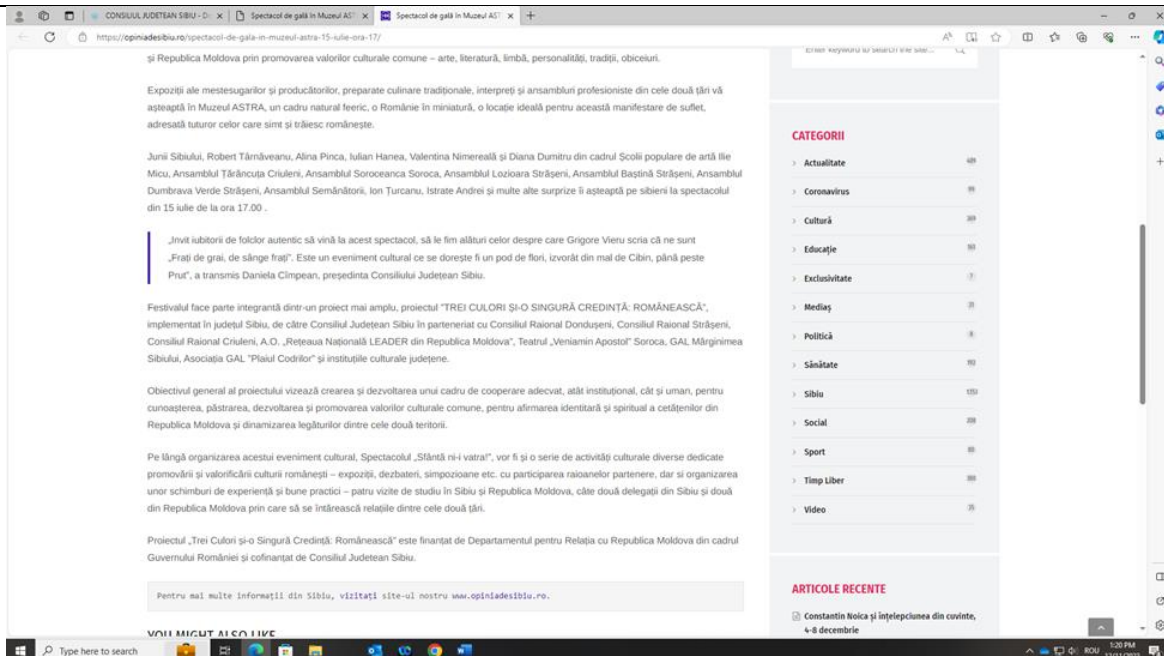 CONSILIUL JUDETEAN SIBIU - D
Spectacol de gală în Muzeul AST
Spectacol de gală în Muzeul AST
https://opiniadesibiu.ro/spectacol-de-gala-in-muzeul-astra-15-iulie-ora-17/
și Republica Moldova prin promovarea valorilor culturale comune – arte, literatură, limbă, personalități, tradiții, obiceiuri.
Expoziții ale mestesugarilor și producătorilor, preparate culinare tradiționale, interpreți și ansambluri profesioniste din cele două țări vă
așteaptă în Muzeul ASTRA, un cadru natural feeric, o Românie în miniatură, o locație ideală pentru această manifestare de suflet,
adresată tuturor celor care simt și trăiesc românește.
Junii Sibiului, Robert Târnăveanu, Alina Pinca, Iulian Hanea, Valentina Nimereală și Diana Dumitru din cadrul Școlii populare de artă Ilie
Micu, Ansamblul Țărăncuța Criuleni, Ansamblul Soroceanca Soroca, Ansamblul Lozioara Străşeni, Ansamblul Baștină Străşeni, Ansamblul
Dumbrava Verde Străşeni, Ansamblul Semănătorii, Ion Țurcanu, Istrate Andrei și multe alte surprize îi așteaptă pe sibieni la spectacolul
din 15 iulie de la ora 17.00 .
„Invit iubitorii de folclor autentic să vină la acest spectacol, să le fim alături celor despre care Grigore Vieru scria că ne sunt
„Frați de grai, de sânge frați”. Este un eveniment cultural ce se dorește fi un pod de flori, izvorât din mal de Cibin, până peste
Prut”, a transmis Daniela Cîmpean, președinta Consiliului Județean Sibiu.
Festivalul face parte integrantă dintr-un proiect mai amplu, proiectul "TREI CULORI ȘI-O SINGURĂ CREDINȚĂ: ROMÂNEASCĂ",
implementat în județul Sibiu, de către Consiliul Județean Sibiu în parteneriat cu Consiliul Raional Dondușeni, Consiliul Raional Străşeni,
Consiliul Raional Criuleni, A.O. „Rețeaua Națională LEADER din Republica Moldova”, Teatrul „Veniamin Apostol” Soroca, GAL Mărginimea
Sibiului, Asociația GAL "Plaiul Codrilor" și instituțiile culturale județene.
Obiectivul general al proiectului vizează crearea și dezvoltarea unui cadru de cooperare adecvat, atât instituțional, cât și uman, pentru
cunoașterea, păstrarea, dezvoltarea și promovarea valorilor culturale comune, pentru afirmarea identitară și spiritual a cetățenilor din
Republica Moldova și dinamizarea legăturilor dintre cele două teritorii.
Pe lângă organizarea acestui eveniment cultural, Spectacolul „Sfântă ni-i vatra!”, vor fi și o serie de activități culturale diverse dedicate
promovării și valorificării culturii românești – expoziții, dezbateri, simpozioane etc. cu participarea raioanelor partenere, dar si organizarea
unor schimburi de experiență și bune practici – patru vizite de studiu în Sibiu și Republica Moldova, câte două delegații din Sibiu și două
din Republica Moldova prin care să se întărească relațiile dintre cele două țări.
Proiectul „Trei Culori și-o Singură Credință: Românească” este finanțat de Departamentul pentru Relația cu Republica Moldova din cadrul
Guvernului României și cofinanțat de Consiliul Judetean Sibiu.
Pentru mai multe informații din Sibiu, vizitați site-ul nostru www.opiniadesibiu.ro.
YOU MIGHT ALSO LIKE
Enter keyword to search the site...
CATEGORII
Actualitate
Coronavirus
Cultură
Educație
Exclusivitate
Mediaș
Politică
Sănătate
Sibiu
Social
Sport
Timp Liber
Video
ARTICOLE RECENTE
Constantin Noica și înțelepciunea din cuvinte,
4-8 decembrie
Type here to search
ROU
1:20 PM